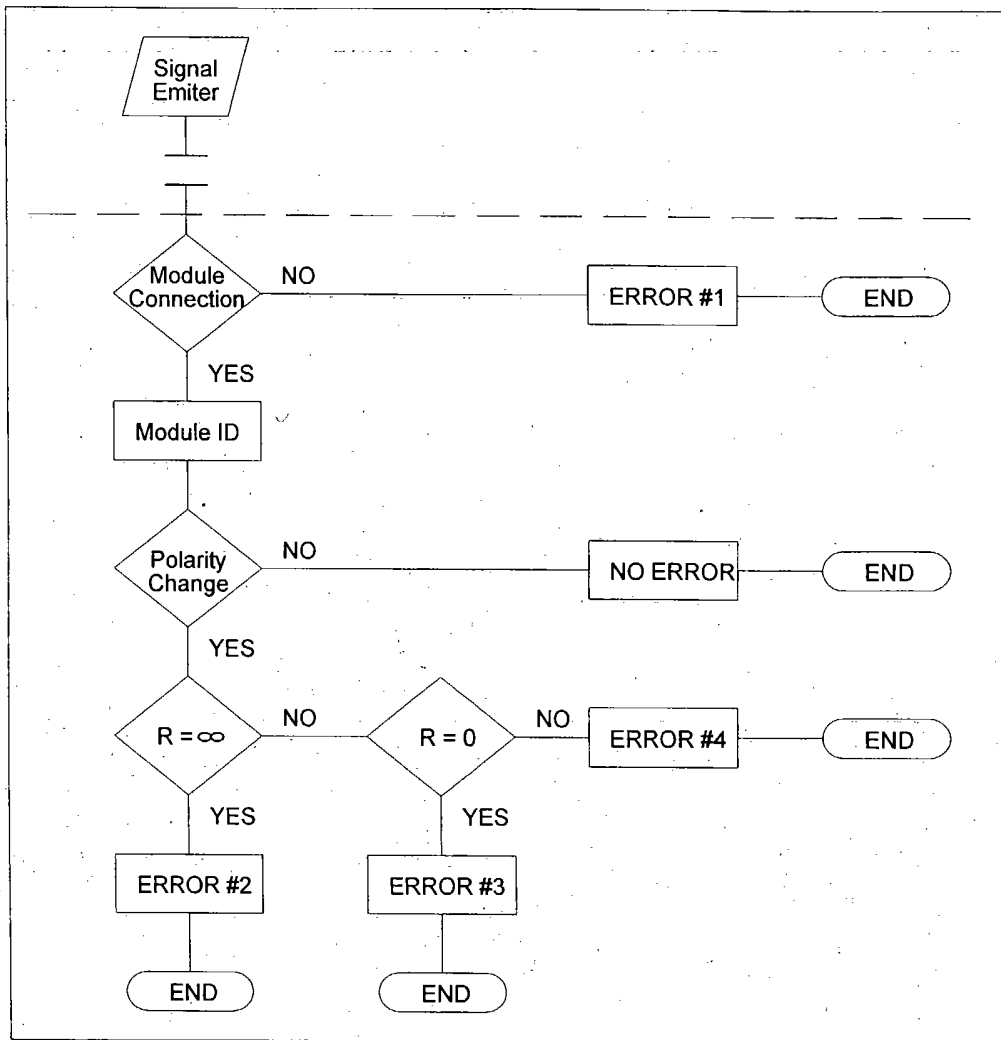 Signal
Emiter
Module
Connection
NO
ERROR #1
END
YES
Module ID
Polarity
Change
NO
NO ERROR
END
YES
R = ∞
NO
R = 0
NO
ERROR #4
END
YES
YES
ERROR #2
ERROR #3
END
END